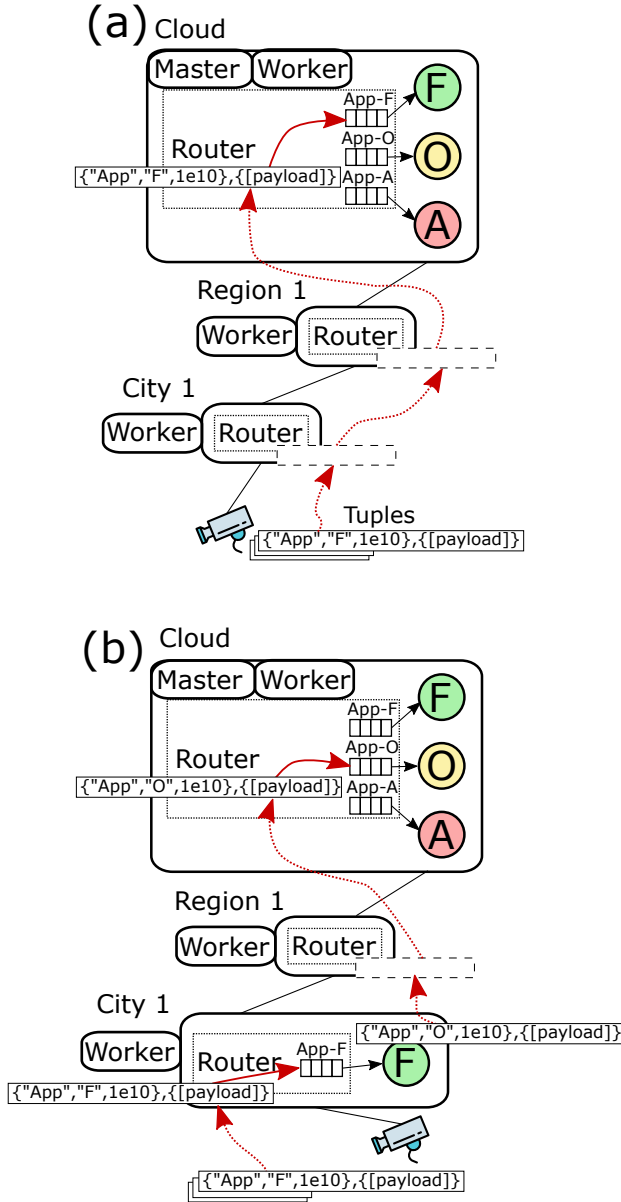 (a) Cloud
Master Worker
App-F
F
Router
App-O
O
{"App","F",1e10},{[payload]}
App-A
A
Region 1
Worker Router
City 1
Worker Router
Tuples
{"App","F",1e10},{[payload]}
(b) Cloud
Master Worker
App-F
F
Router
App-O
O
{"App","O",1e10},{[payload]}
App-A
A
Region 1
Worker Router
City 1
{"App","O",1e10},{[payload]}
Worker Router
App-F
F
{"App","F",1e10},{[payload]}
{"App","F",1e10},{[payload]}